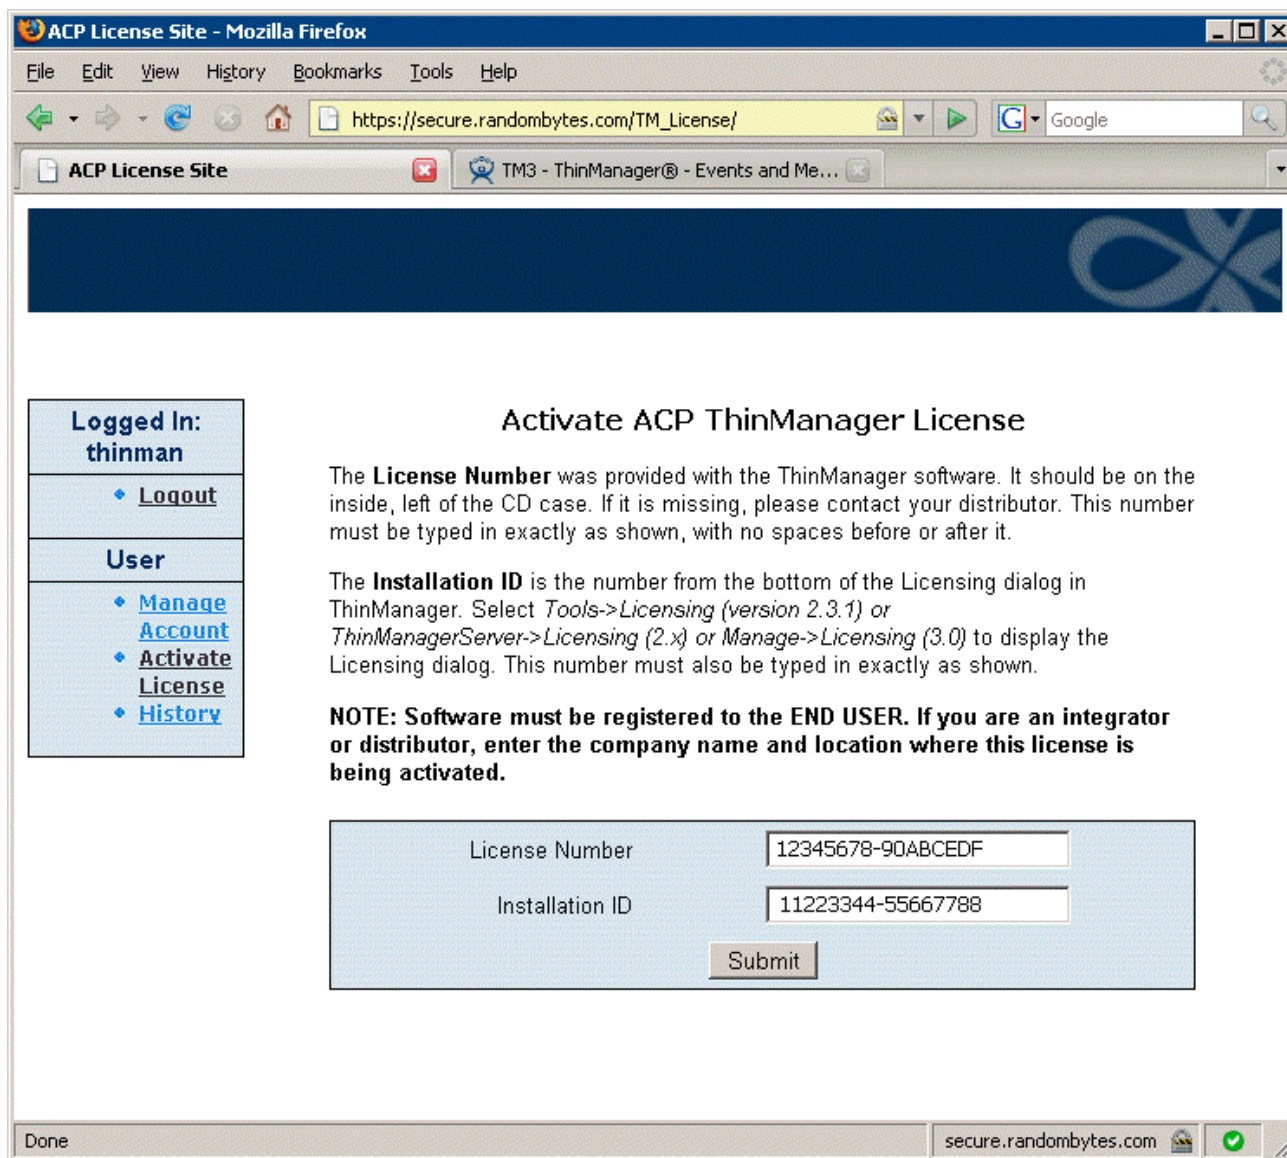 ACP License Site - Mozilla Firefox
File Edit View History Bookmarks Tools Help
https://secure.randombytes.com/TM_License/ G Google
ACP License Site TM3 - ThinManager® - Events and Me...
Logged In:
thinman
Logout
User
Manage
Account
Activate
License
History
Activate ACP ThinManager License
The License Number was provided with the ThinManager software. It should be on the
inside, left of the CD case. If it is missing, please contact your distributor. This number
must be typed in exactly as shown, with no spaces before or after it.
The Installation ID is the number from the bottom of the Licensing dialog in
ThinManager. Select Tools->Licensing (version 2.3.1) or
ThinManagerServer->Licensing (2.x) or Manage->Licensing (3.0) to display the
Licensing dialog. This number must also be typed in exactly as shown.
NOTE: Software must be registered to the END USER. If you are an integrator
or distributor, enter the company name and location where this license is
being activated.
License Number 12345678-90ABCEDF
Installation ID 11223344-55667788
Submit
Done secure.randombytes.com